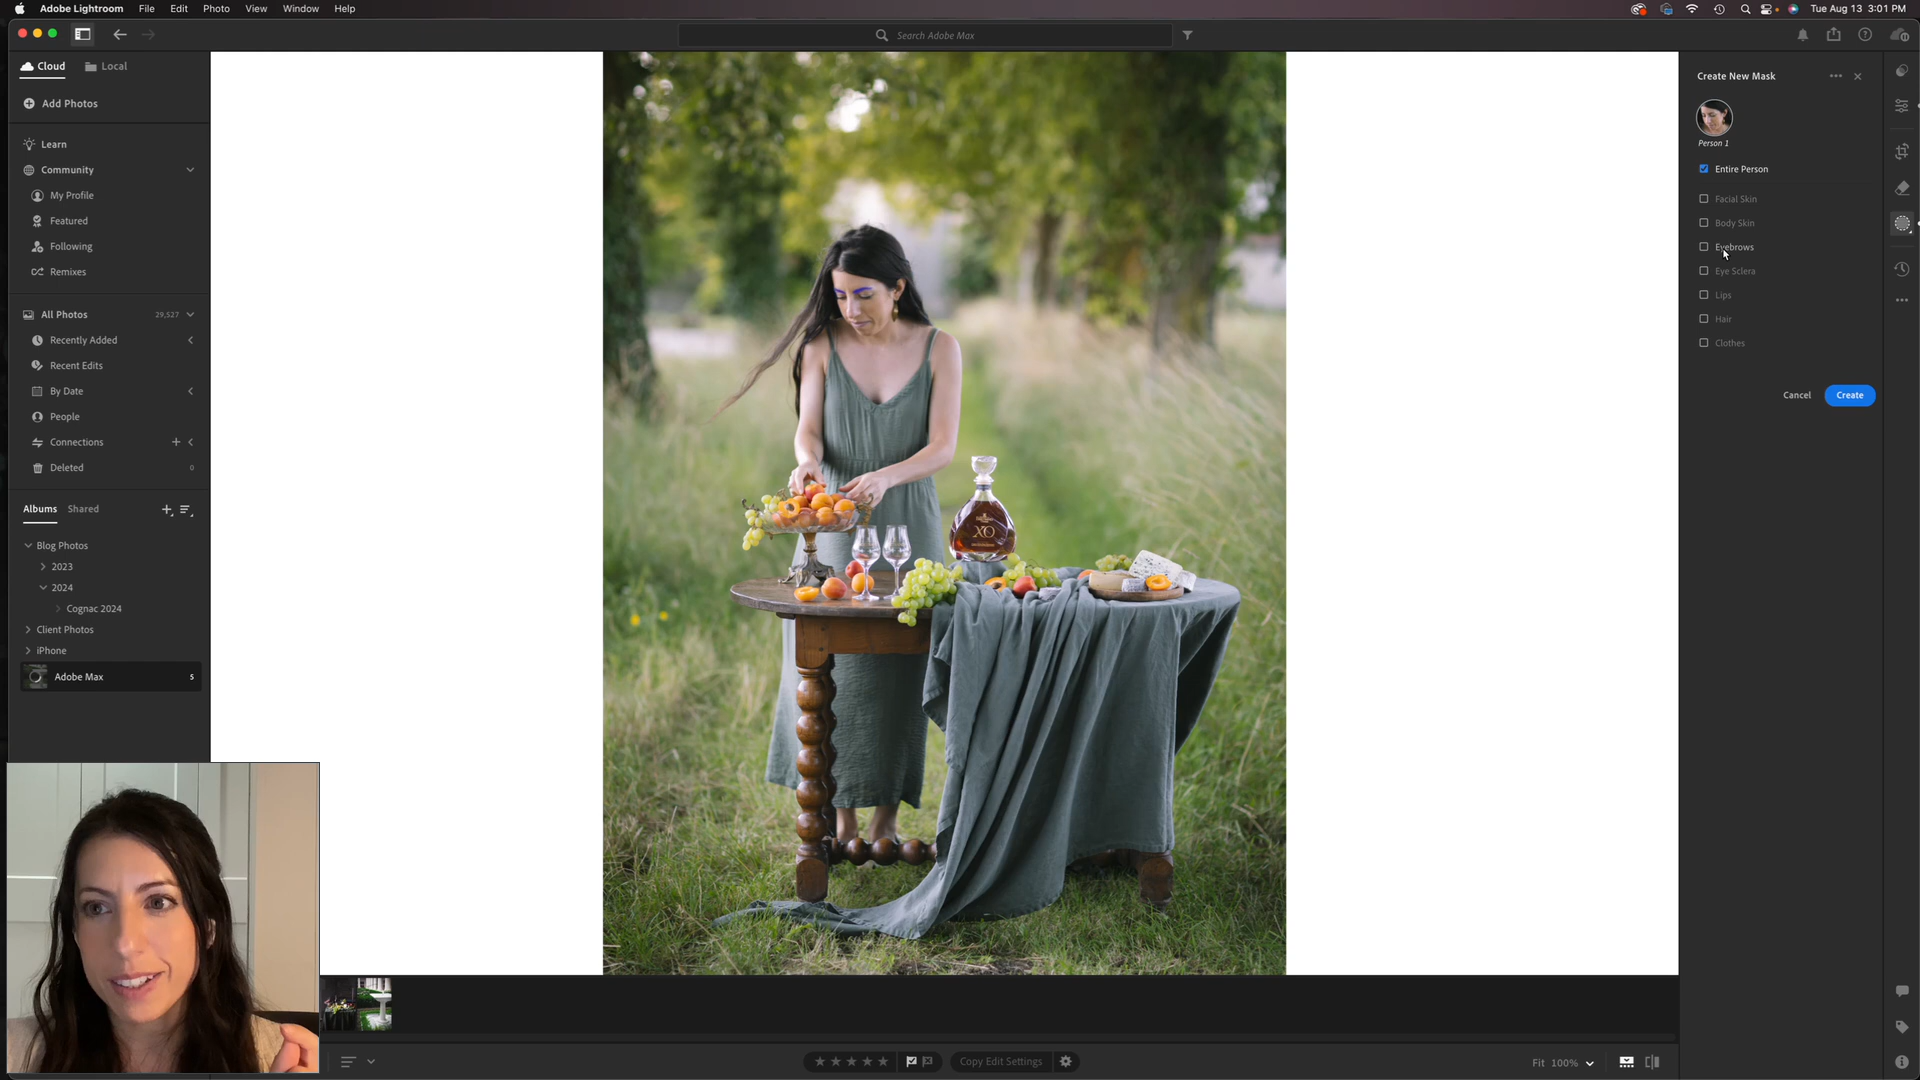 Adobe Lightroom File Edit Photo View Window Help Tue Aug 13 3:01 PM
Search Adobe Max
Cloud Local
Add Photos
Learn
Community
My Profile
Featured
Following
Remixes
All Photos 29,527
Recently Added
Recent Edits
By Date
People
Connections
Deleted 0
Albums Shared
Blog Photos
2023
2024
Cognac 2024
Client Photos
iPhone
Adobe Max 5
XO
Create New Mask
Person 1
Entire Person
Facial Skin
Body Skin
Eyebrows
Eye Sclera
Lips
Hair
Clothes
Cancel Create
Copy Edit Settings
Fit 100%